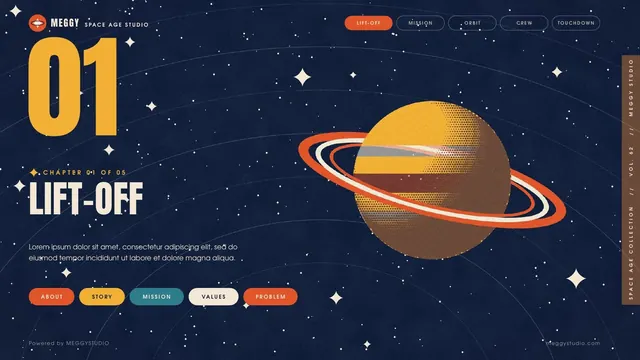 MEGGY SPACE AGE STUDIO
LIFT-OFF
MISSION
ORBIT
CREW
TOUCHDOWN
01
CHAPTER 01 OF 05
LIFT-OFF
Lorem ipsum dolor sit amet, consectetur adipiscing elit, sed do
eiusmod tempor incididunt ut labore et dolore magna aliqua.
ABOUT
STORY
MISSION
VALUES
PROBLEM
SPACE AGE COLLECTION // VOL. 62 // MEGGY STUDIO
Powered by MEGGYSTUDIO
meggystudio.com